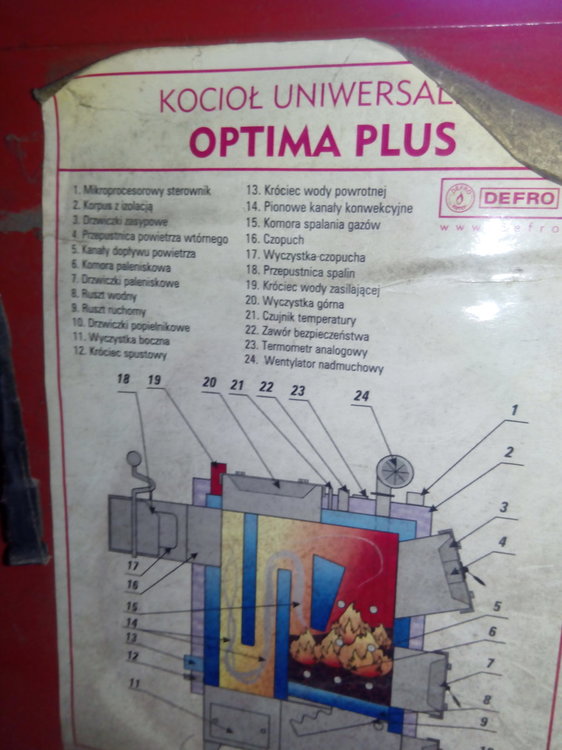 KOCIOŁ UNIWERSAL
OPTIMA PLUS
DEFRO
DEFRO
www.defro
1. Mikroprocesorowy sterownik
2. Korpus z izolacją
3. Drzwiczki zasypowe
4. Przepustnica powietrza wtórnego
5. Kanały dopływu powietrza
6. Komora paleniskowa
7. Drzwiczki paleniskowe
8. Ruszt wodny
9. Ruszt ruchomy
10. Drzwiczki popielnikowe
11. Wyczystka boczna
12. Króciec spustowy
13. Króciec wody powrotnej
14. Pionowe kanały konwekcyjne
15. Komora spalania gazów
16. Czopuch
17. Wyczystka czopucha
18. Przepustnica spalin
19. Króciec wody zasilającej
20. Wyczystka górna
21. Czujnik temperatury
22. Zawór bezpieczeństwa
23. Termometr analogowy
24. Wentylator nadmuchowy
18 19 20 21 22 23 24 1
2
3
4
17
16
15
14
13
12
11
5
6
7
8
9